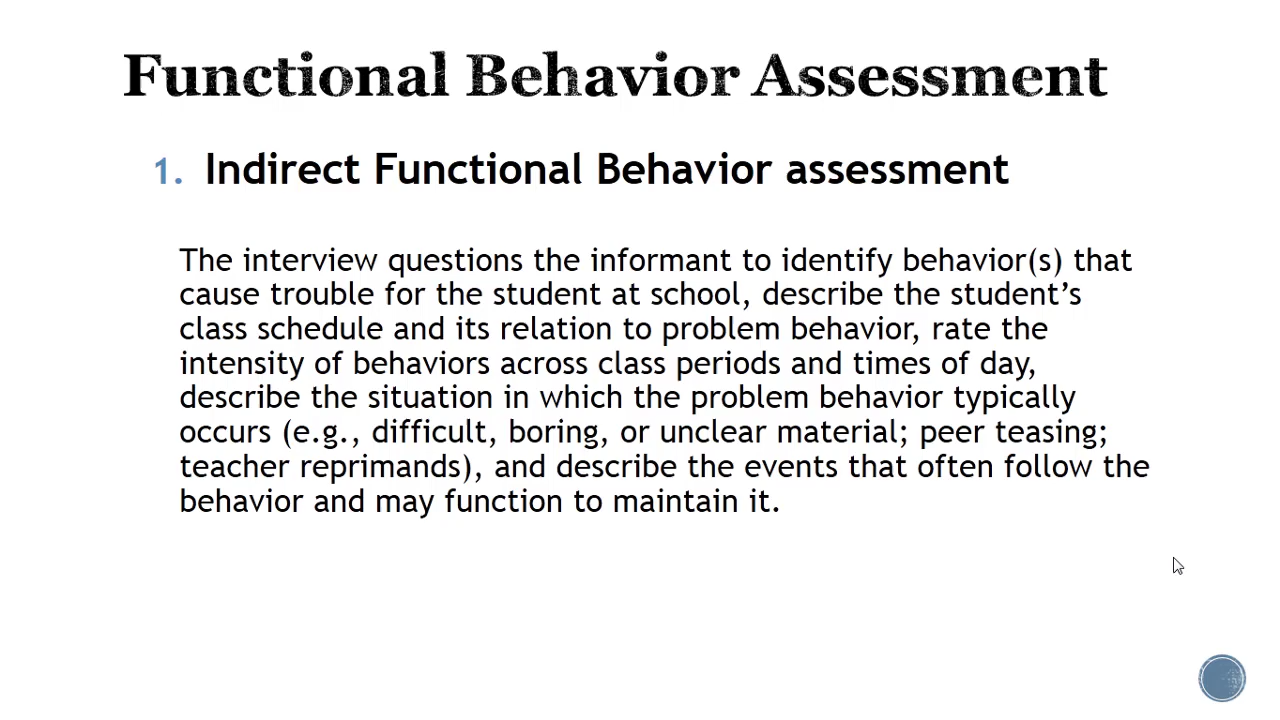 Functional Behavior Assessment
1. Indirect Functional Behavior assessment
The interview questions the informant to identify behavior(s) that
cause trouble for the student at school, describe the student’s
class schedule and its relation to problem behavior, rate the
intensity of behaviors across class periods and times of day,
describe the situation in which the problem behavior typically
occurs (e.g., difficult, boring, or unclear material; peer teasing;
teacher reprimands), and describe the events that often follow the
behavior and may function to maintain it.